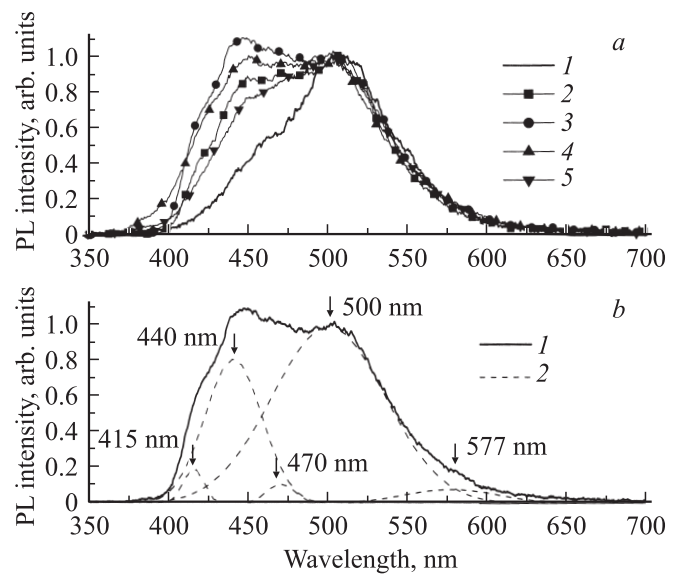 PL intensity, arb. units
a
1.0
0.8
0.6
0.4
0.2
0
1
2
3
4
5
350 400 450 500 550 600 650 700
PL intensity, arb. units
b
1.0
0.8
0.6
0.4
0.2
0
500 nm
440 nm
1
2
415 nm
470 nm
577 nm
350 400 450 500 550 600 650 700
Wavelength, nm